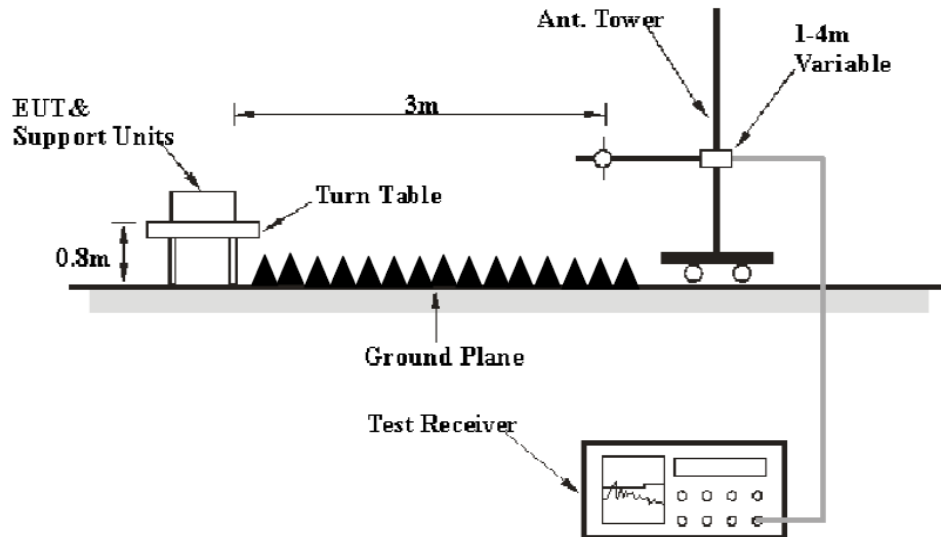 Ant. Tower
1-4m
Variable
EUT&
Support Units
3m
Turn Table
0.8m
Ground Plane
Test Receiver